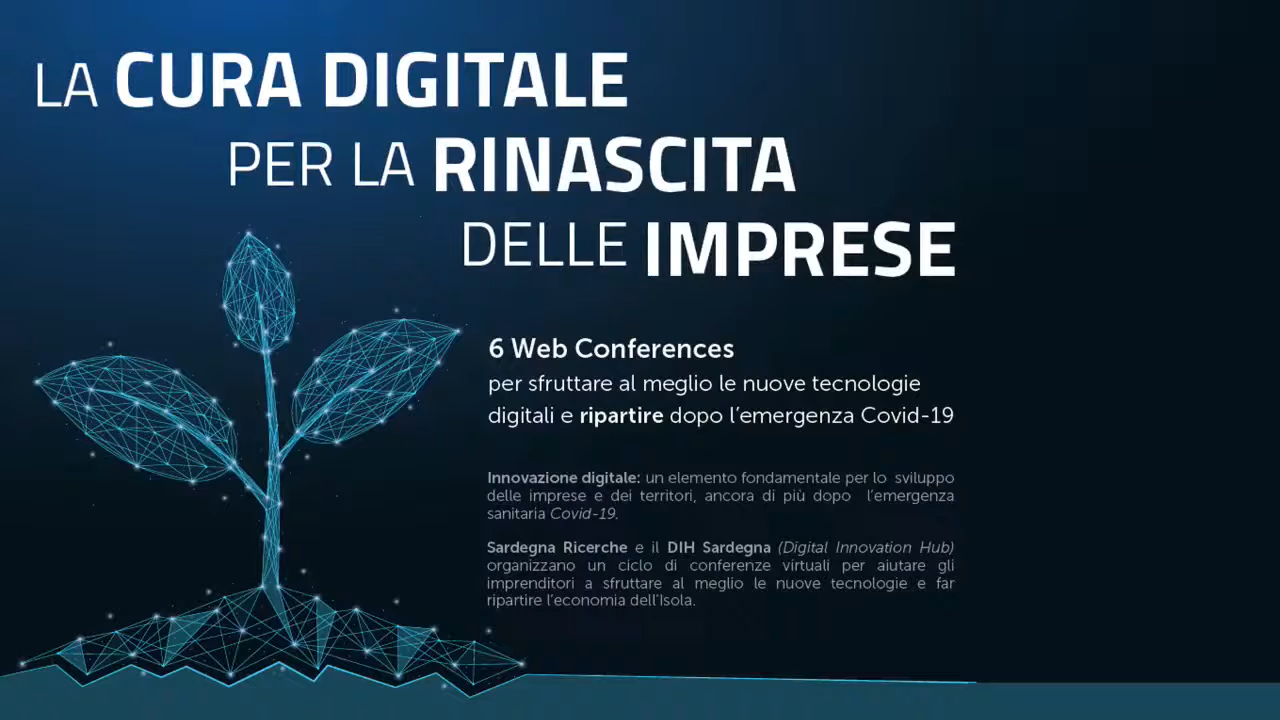 LA CURA DIGITALE
PER LA RINASCITA
DELLE IMPRESE
6 Web Conferences
per sfruttare al meglio le nuove tecnologie
digitali e ripartire dopo l'emergenza Covid-19
Innovazione digitale: un elemento fondamentale per lo sviluppo
delle imprese e dei territori, ancora di più dopo l'emergenza
sanitaria Covid-19.
Sardegna Ricerche e il DIH Sardegna (Digital Innovation Hub)
organizzano un ciclo di conferenze virtuali per aiutare gli
imprenditori a sfruttare al meglio le nuove tecnologie e far
ripartire l'economia dell'Isola.